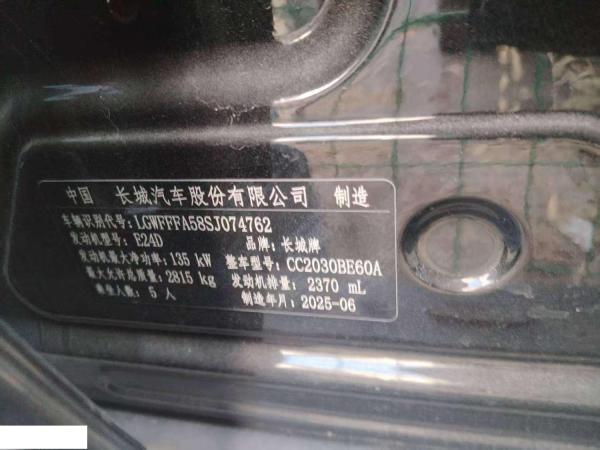 中国 长城汽车股份有限公司 制造
车辆识别代号: LGWFFFA58SJ074762
发动机型号: E24D 品牌: 长城牌
发动机最大净功率: 135 kW 整车型号: CC2030BE60A
最大允许总质量: 2815 kg 发动机排量: 2370 mL
乘坐人数: 5 人 制造年月: 2025-06